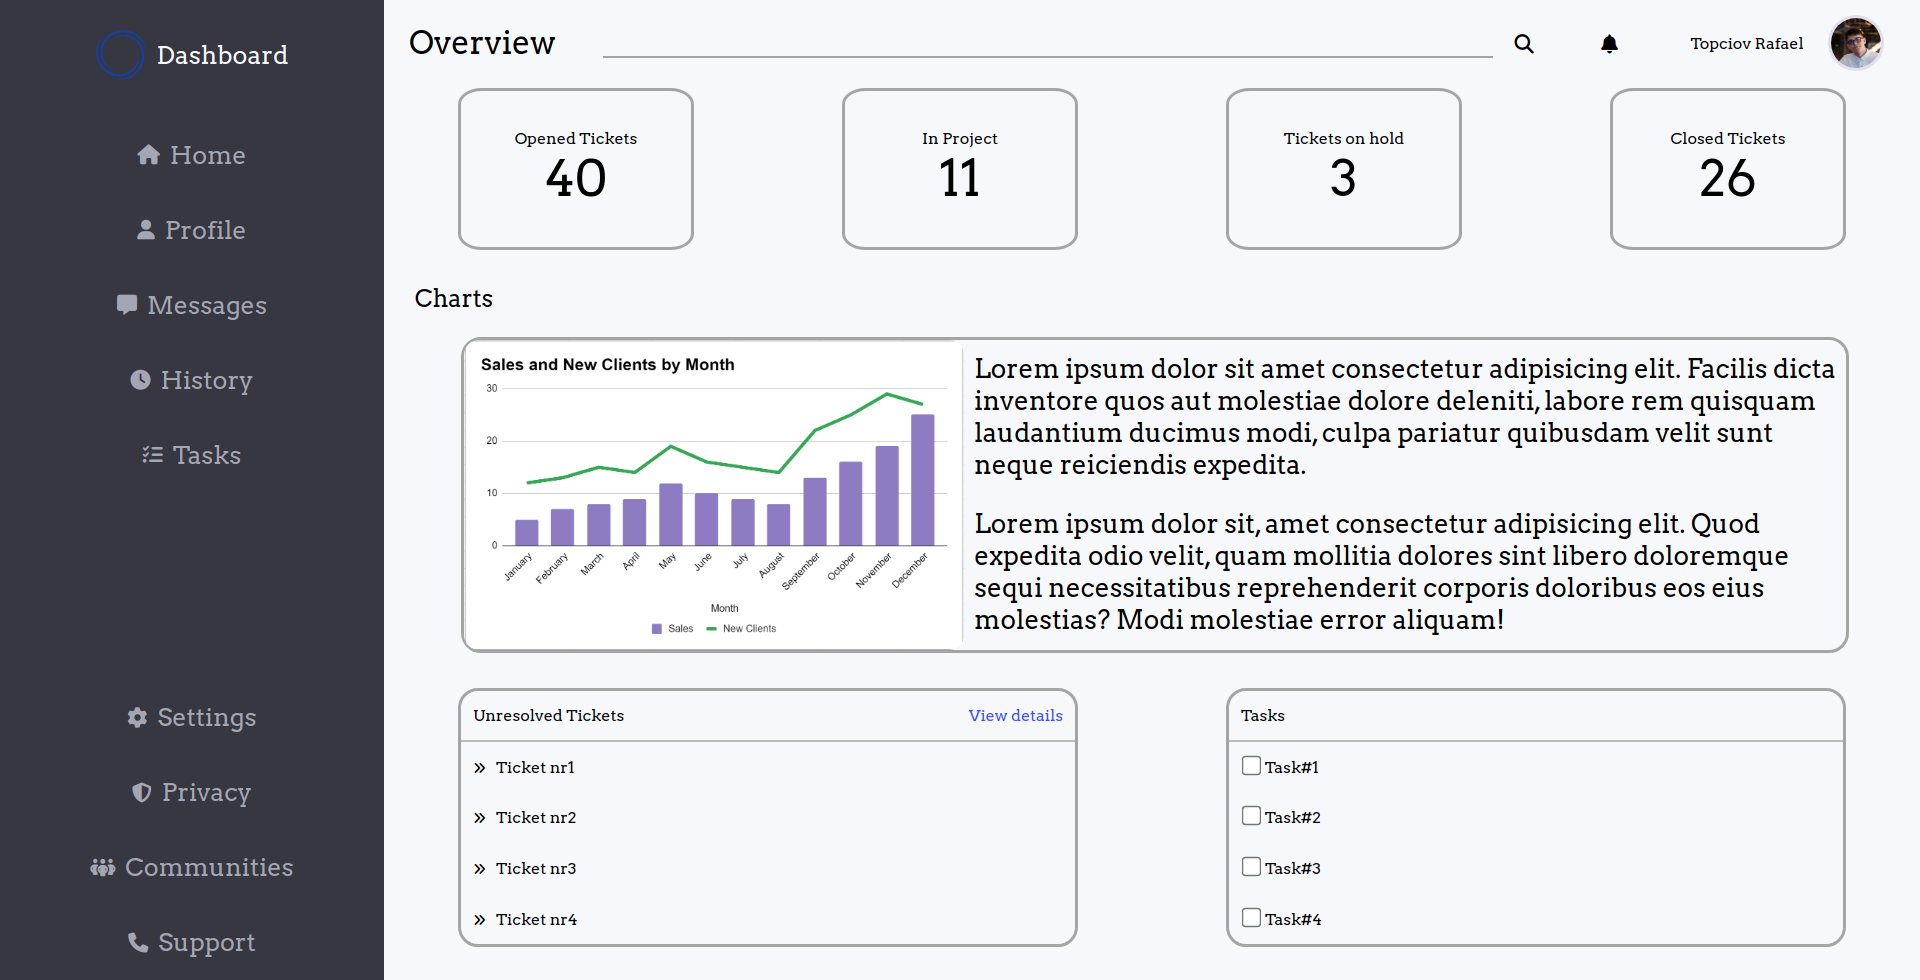 Dashboard
Home
Profile
Messages
History
Tasks
Settings
Privacy
Communities
Support
Overview
Topciov Rafael
Opened Tickets
40
In Project
11
Tickets on hold
3
Closed Tickets
26
Charts
Sales and New Clients by Month
30
20
10
0
January
February
March
April
May
June
July
August
September
October
November
December
Month
Sales
New Clients
Lorem ipsum dolor sit amet consectetur adipisicing elit. Facilis dicta
inventore quos aut molestiae dolore deleniti, labore rem quisquam
laudantium ducimus modi, culpa pariatur quibusdam velit sunt
neque reiciendis expedita.
Lorem ipsum dolor sit, amet consectetur adipisicing elit. Quod
expedita odio velit, quam mollitia dolores sint libero doloremque
sequi necessitatibus reprehenderit corporis doloribus eos eius
molestias? Modi molestiae error aliquam!
Unresolved Tickets
View details
Ticket nr1
Ticket nr2
Ticket nr3
Ticket nr4
Tasks
Task#1
Task#2
Task#3
Task#4